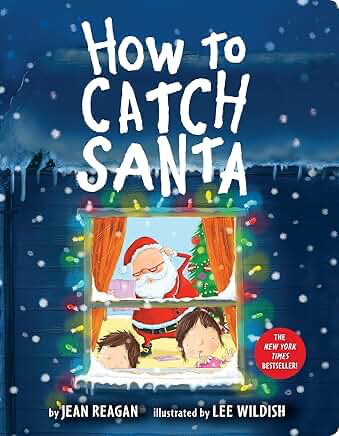 HOW TO
CATCH
SANTA
THE
NEW YORK
TIMES
BESTSELLER!
by JEAN REAGAN illustrated by LEE WILDISH